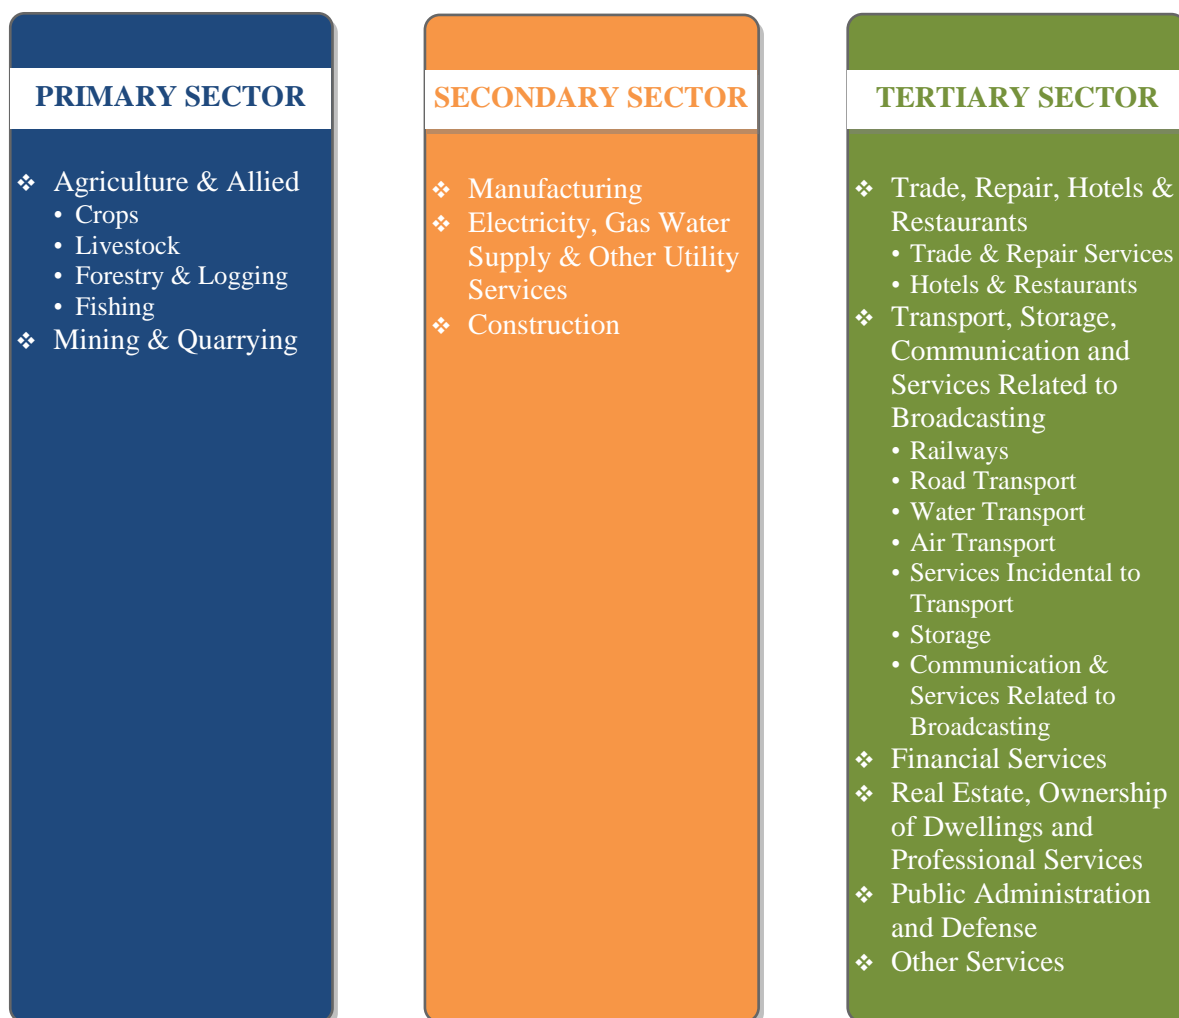 PRIMARY SECTOR
❖ Agriculture & Allied
• Crops
• Livestock
• Forestry & Logging
• Fishing
❖ Mining & Quarrying
SECONDARY SECTOR
❖ Manufacturing
❖ Electricity, Gas Water
Supply & Other Utility
Services
❖ Construction
TERTIARY SECTOR
❖ Trade, Repair, Hotels &
Restaurants
• Trade & Repair Services
• Hotels & Restaurants
❖ Transport, Storage,
Communication and
Services Related to
Broadcasting
• Railways
• Road Transport
• Water Transport
• Air Transport
• Services Incidental to
Transport
• Storage
• Communication &
Services Related to
Broadcasting
❖ Financial Services
❖ Real Estate, Ownership
of Dwellings and
Professional Services
❖ Public Administration
and Defense
❖ Other Services